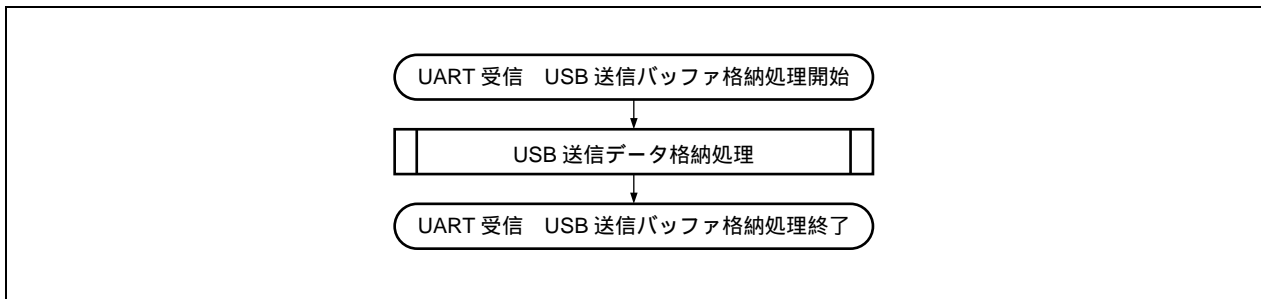 UART 受信　USB 送信バッファ格納処理開始
USB 送信データ格納処理
UART 受信　USB 送信バッファ格納処理終了